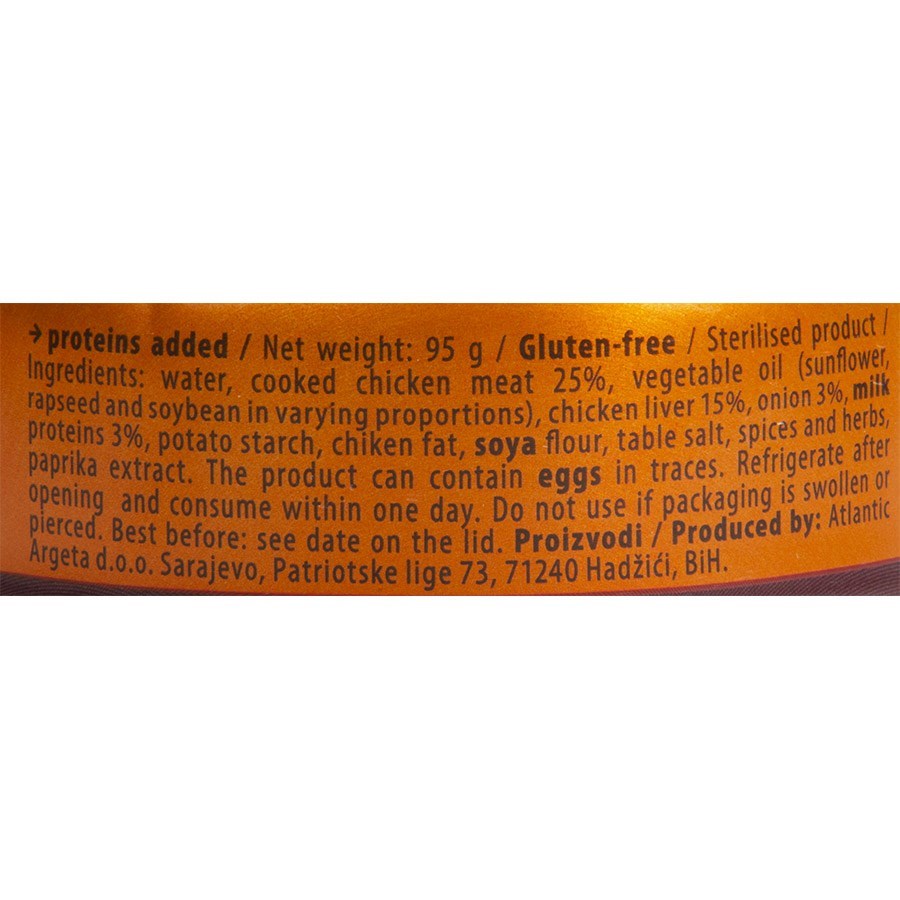 → proteins added / Net weight: 95 g / Gluten-free / Sterilised product /
Ingredients: water, cooked chicken meat 25%, vegetable oil (sunflower,
rapseed and soybean in varying proportions), chicken liver 15%, onion 3%, milk
proteins 3%, potato starch, chiken fat, soya flour, table salt, spices and herbs,
paprika extract. The product can contain eggs in traces. Refrigerate after
opening and consume within one day. Do not use if packaging is swollen or
pierced. Best before: see date on the lid. Proizvodi / Produced by: Atlantic
Argeta d.o.o. Sarajevo, Patriotske lige 73, 71240 Hadžići, BiH.